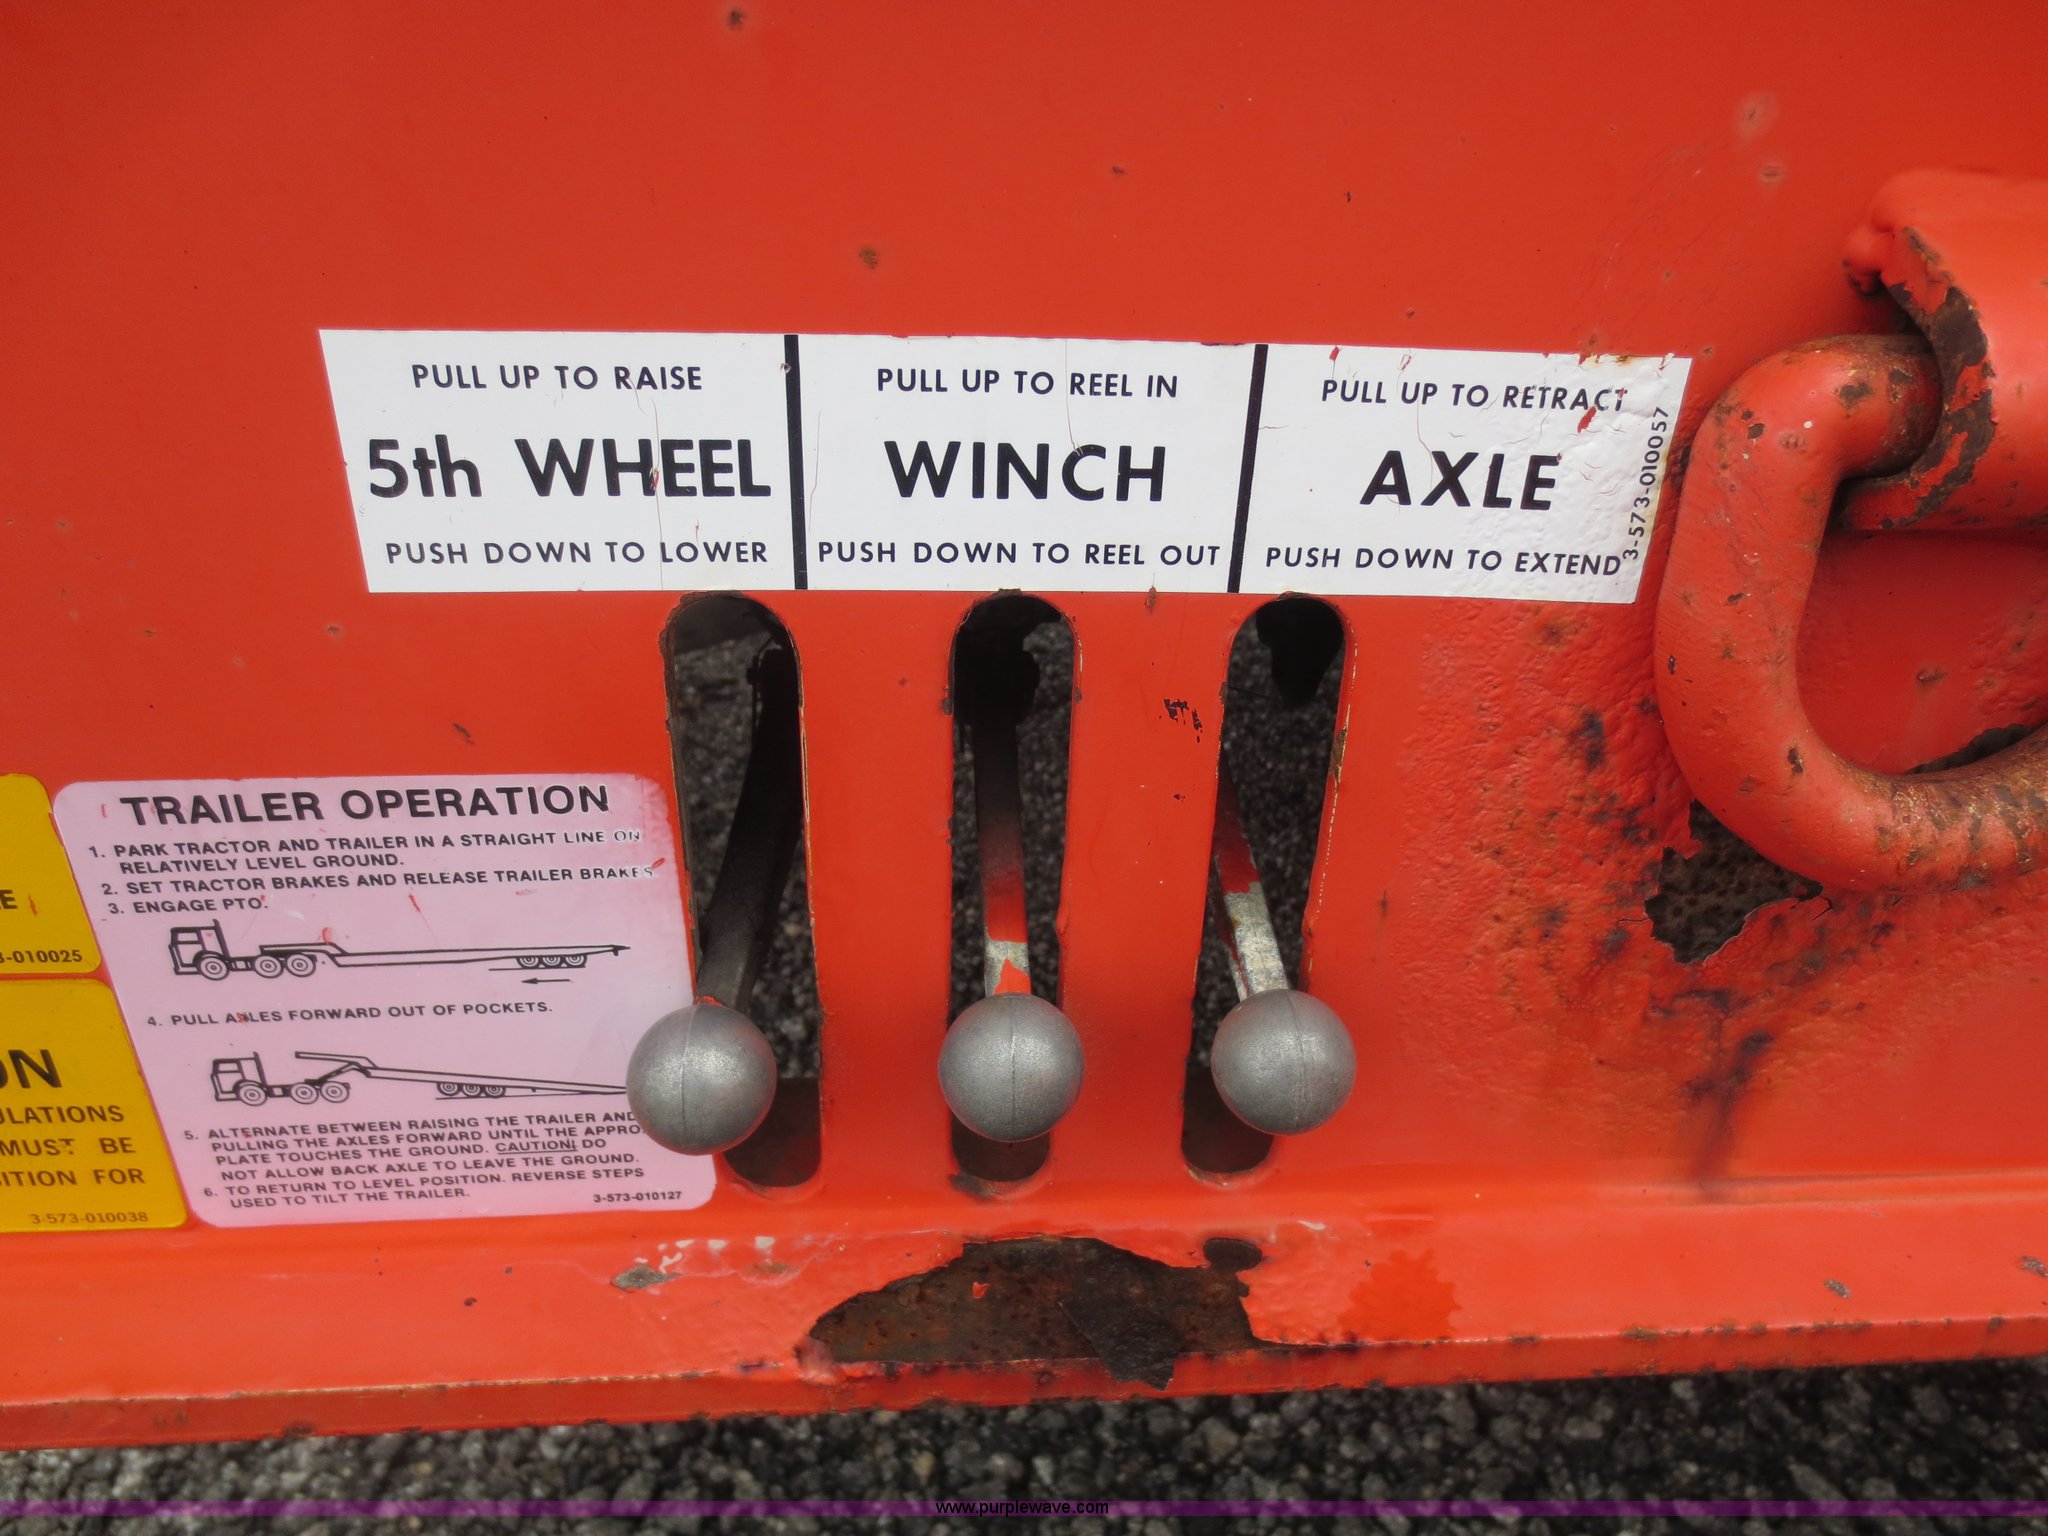 PULL UP TO RAISE
5th WHEEL
PUSH DOWN TO LOWER
PULL UP TO REEL IN
WINCH
PUSH DOWN TO REEL OUT
PULL UP TO RETRACT
AXLE
PUSH DOWN TO EXTEND
3-573-010057
E
3-010025
ON
ULATIONS
MUST BE
ITION FOR
3-573-010038
TRAILER OPERATION
1. PARK TRACTOR AND TRAILER IN A STRAIGHT LINE ON
RELATIVELY LEVEL GROUND.
2. SET TRACTOR BRAKES AND RELEASE TRAILER BRAKES
3. ENGAGE PTO.
4. PULL AXLES FORWARD OUT OF POCKETS.
5. ALTERNATE BETWEEN RAISING THE TRAILER AND
PULLING THE AXLES FORWARD UNTIL THE APPRO
PLATE TOUCHES THE GROUND. CAUTION! DO
NOT ALLOW BACK AXLE TO LEAVE THE GROUND.
6. TO RETURN TO LEVEL POSITION. REVERSE STEPS
USED TO TILT THE TRAILER.
3-573-010127
www.purplewave.com